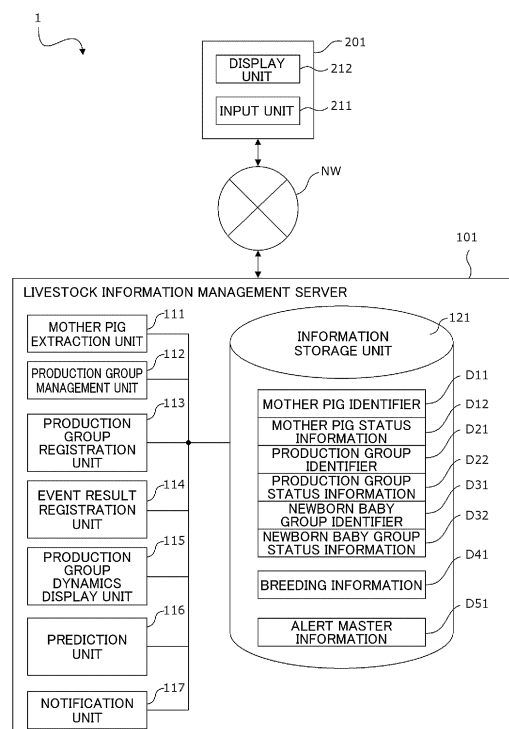 1
201
DISPLAY
UNIT
212
INPUT UNIT
211
NW
101
LIVESTOCK INFORMATION MANAGEMENT SERVER
111
MOTHER PIG
EXTRACTION UNIT
112
PRODUCTION GROUP
MANAGEMENT UNIT
113
PRODUCTION
GROUP
REGISTRATION
UNIT
114
EVENT RESULT
REGISTRATION
UNIT
115
PRODUCTION
GROUP
DYNAMICS
DISPLAY UNIT
116
PREDICTION
UNIT
117
NOTIFICATION
UNIT
121
INFORMATION
STORAGE UNIT
D11
MOTHER PIG IDENTIFIER
D12
MOTHER PIG STATUS
INFORMATION
D21
PRODUCTION GROUP
IDENTIFIER
D22
PRODUCTION GROUP
STATUS INFORMATION
D31
NEWBORN BABY
GROUP IDENTIFIER
D32
NEWBORN BABY GROUP
STATUS INFORMATION
D41
BREEDING INFORMATION
D51
ALERT MASTER
INFORMATION